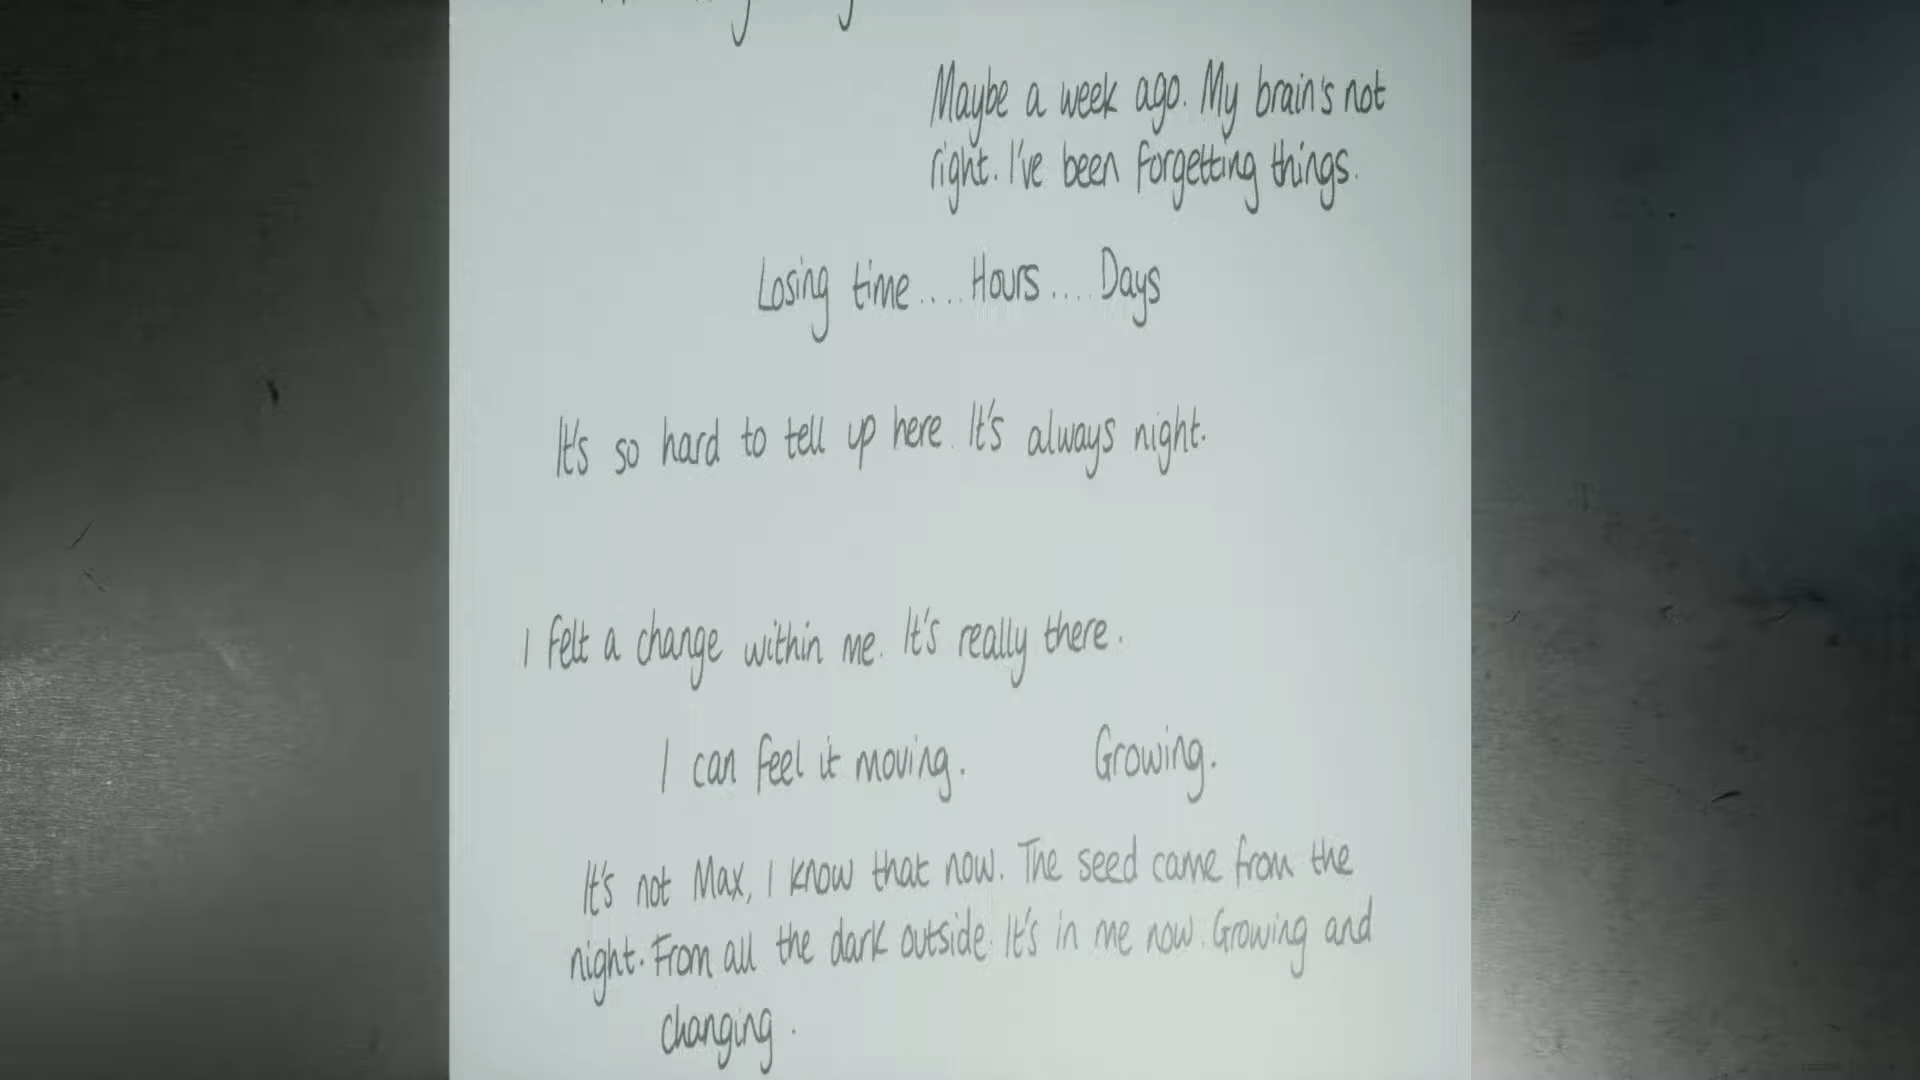 Maybe a week ago. My brain's not
right. I've been forgetting things.
Losing time.... Hours.... Days
It's so hard to tell up here. It's always night.
I felt a change within me. It's really there.
I can feel it moving. Growing.
It's not Max, I know that now. The seed came from the
night. From all the dark outside. It's in me now. Growing and
changing.